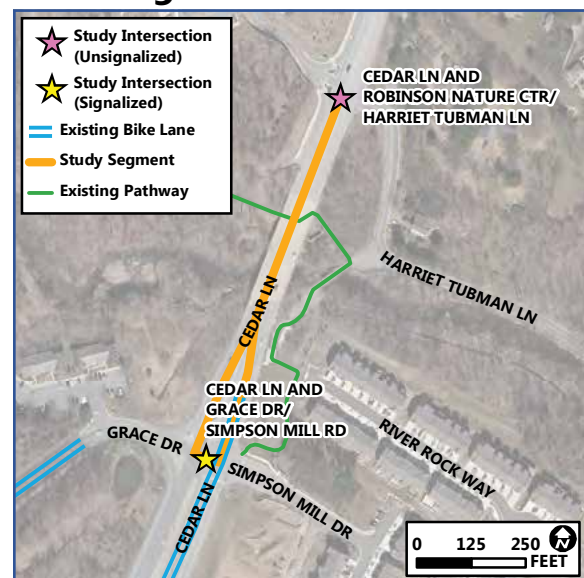 Study Intersection
(Unsignalized)
Study Intersection
(Signalized)
Existing Bike Lane
Study Segment
Existing Pathway
CEDAR LN AND
ROBINSON NATURE CTR/
HARRIET TUBMAN LN
HARRIET TUBMAN LN
CEDAR LN
CEDAR LN AND
GRACE DR/
SIMPSON MILL RD
GRACE DR
RIVER ROCK WAY
SIMPSON MILL DR
CEDAR LN
0 125 250
FEET
N